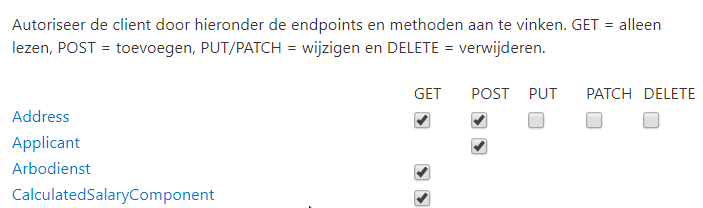 Autoriseer de client door hieronder de endpoints en methoden aan te vinken. GET = alleen
lezen, POST = toevoegen, PUT/PATCH = wijzigen en DELETE = verwijderen.
GET POST PUT PATCH DELETE
Address
Applicant
Arbodienst
CalculatedSalaryComponent